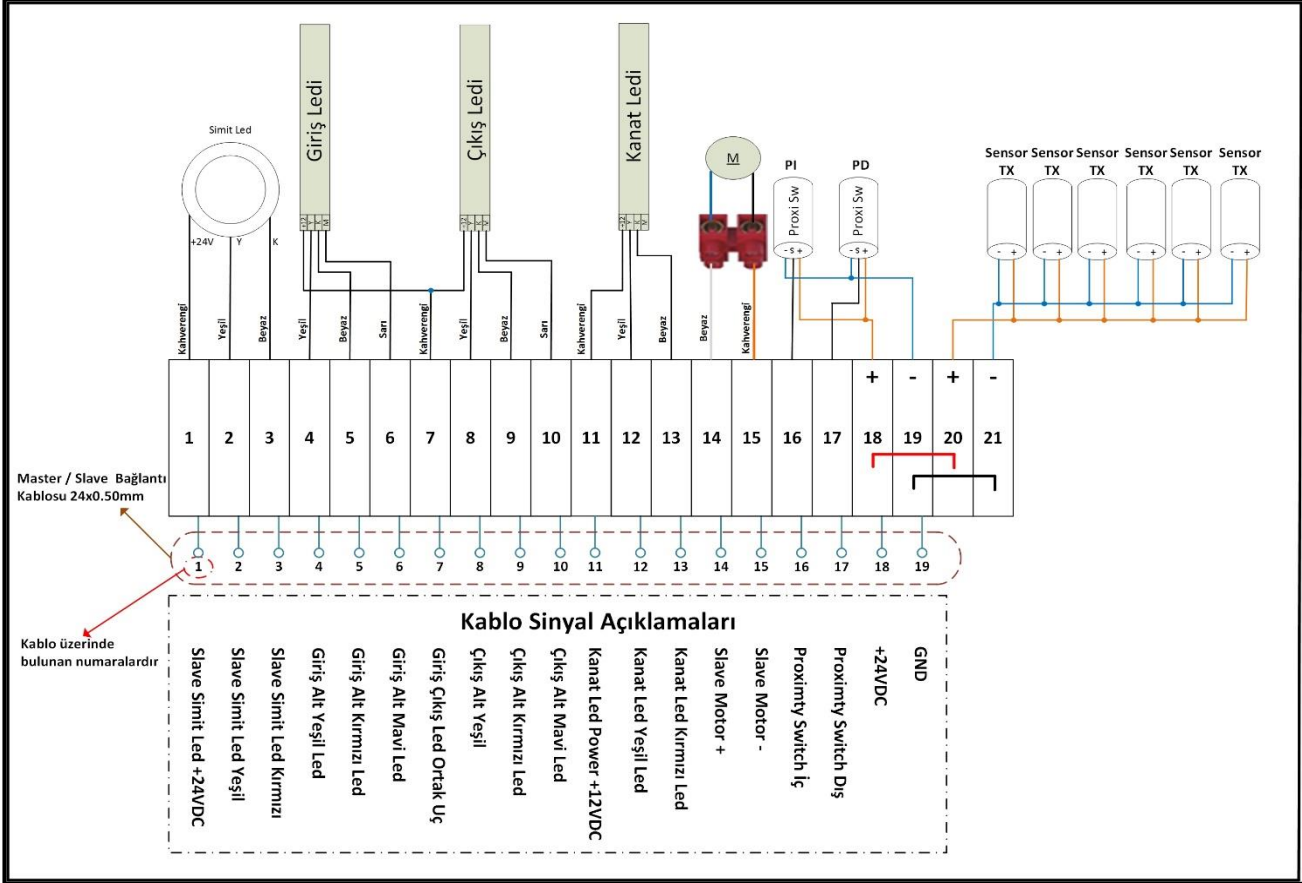 Simit Led
+24V Y K
Giriş Ledi
+12 Y K M
Çıkış Ledi
+12 Y K M
Kanat Ledi
+12 Y K
M
PI
Proxi Sw
- S +
PD
Proxi Sw
- S +
Sensor Sensor Sensor Sensor Sensor Sensor
TX TX TX TX TX TX
- + - + - + - + - + - +
Kahverengi
Yeşil
Beyaz
Yeşil
Beyaz
Sarı
Kahverengi
Yeşil
Beyaz
Sarı
Kahverengi
Yeşil
Beyaz
Beyaz
Kahverengi
+ - + -
1 2 3 4 5 6 7 8 9 10 11 12 13 14 15 16 17 18 19 20 21
Master / Slave Bağlantı
Kablosu 24x0.50mm
1 2 3 4 5 6 7 8 9 10 11 12 13 14 15 16 17 18 19
Kablo üzerinde
bulunan numaralardır
Kablo Sinyal Açıklamaları
Slave Simit Led +24VDC
Slave Simit Led Yeşil
Slave Simit Led Kırmızı
Giriş Alt Yeşil Led
Giriş Alt Kırmızı Led
Giriş Alt Mavi Led
Giriş Çıkış Led Ortak Uç
Çıkış Alt Yeşil
Çıkış Alt Kırmızı Led
Çıkış Alt Mavi Led
Kanat Led Power +12VDC
Kanat Led Yeşil Led
Kanat Led Kırmızı Led
Slave Motor +
Slave Motor -
Proximty Switch İç
Proximty Switch Dış
+24VDC
GND